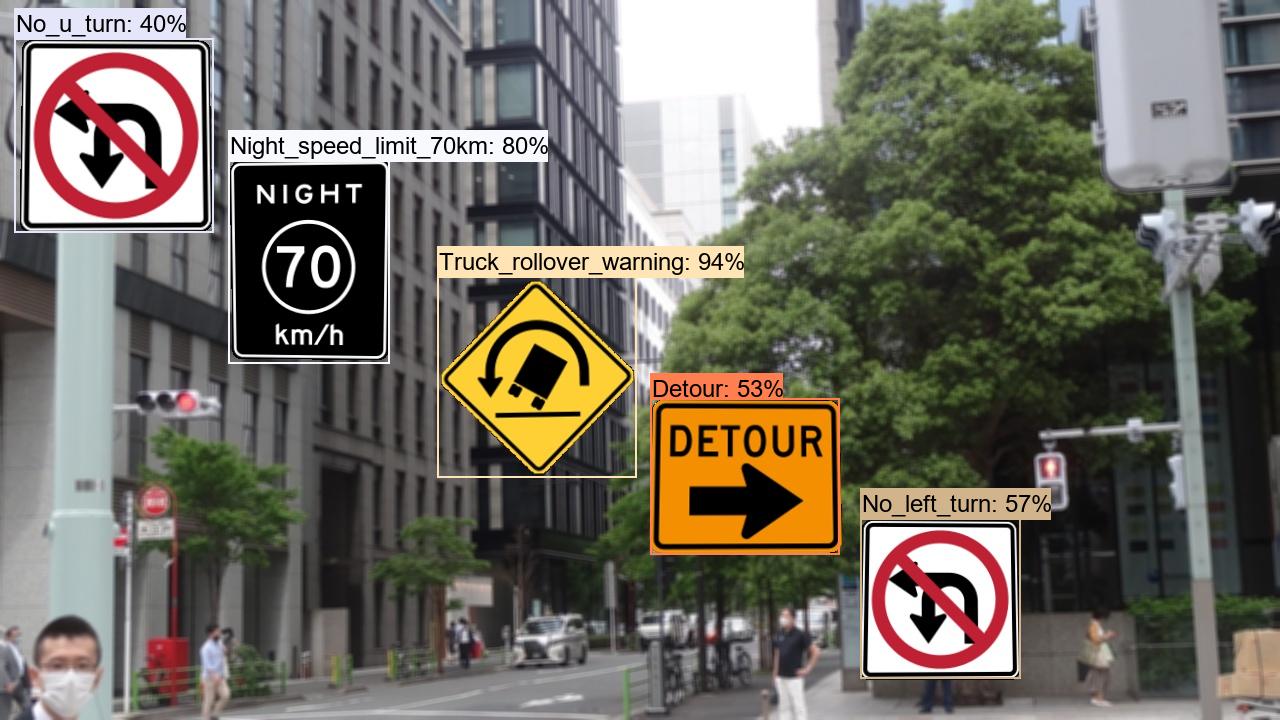 No_u_turn: 40%
Night_speed_limit_70km: 80%
NIGHT
70
km/h
Truck_rollover_warning: 94%
Detour: 53%
DETOUR
No_left_turn: 57%